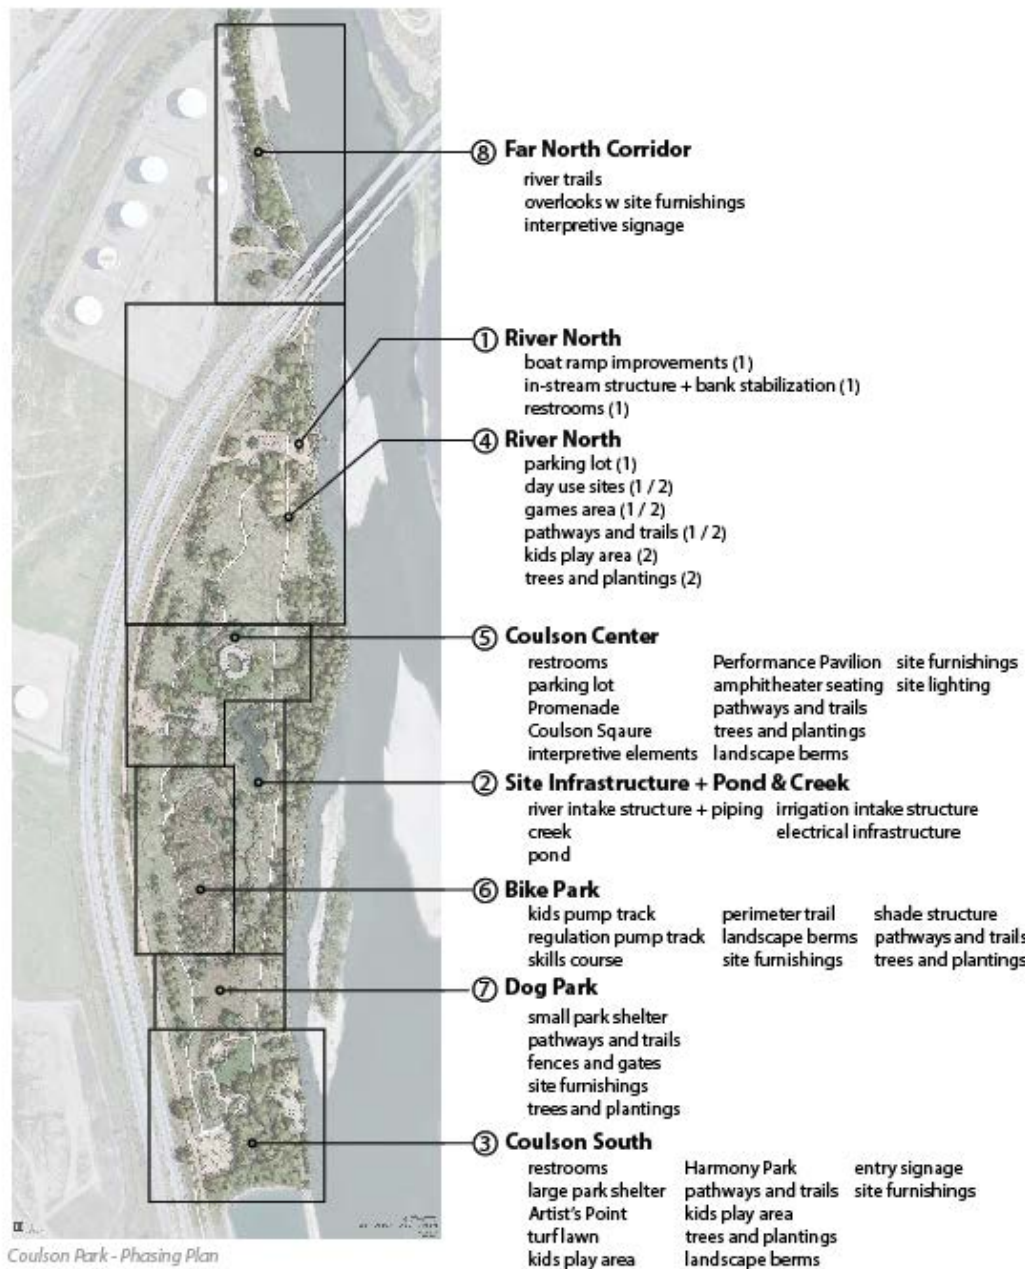 ⑧ Far North Corridor
river trails
overlooks w site furnishings
interpretive signage
① River North
boat ramp improvements (1)
in-stream structure + bank stabilization (1)
restrooms (1)
④ River North
parking lot (1)
day use sites (1 / 2)
games area (1 / 2)
pathways and trails (1 / 2)
kids play area (2)
trees and plantings (2)
⑤ Coulson Center
restrooms Performance Pavilion site furnishings
parking lot amphitheater seating site lighting
Promenade pathways and trails
Coulson Sqaure trees and plantings
interpretive elements landscape berms
② Site Infrastructure + Pond & Creek
river intake structure + piping irrigation intake structure
creek electrical infrastructure
pond
⑥ Bike Park
kids pump track perimeter trail shade structure
regulation pump track landscape berms pathways and trails
skills course site furnishings trees and plantings
⑦ Dog Park
small park shelter
pathways and trails
fences and gates
site furnishings
trees and plantings
③ Coulson South
restrooms Harmony Park entry signage
large park shelter pathways and trails site furnishings
Artist's Point kids play area
turf lawn trees and plantings
kids play area landscape berms
Coulson Park - Phasing Plan